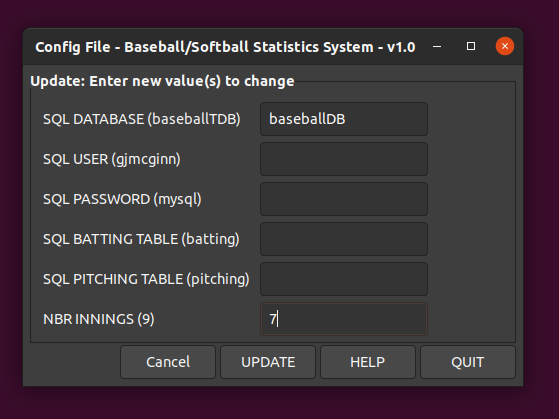 Config File - Baseball/Softball Statistics System - v1.0
Update: Enter new value(s) to change
SQL DATABASE (baseballTDB) baseballDB
SQL USER (gjmcginn)
SQL PASSWORD (mysql)
SQL BATTING TABLE (batting)
SQL PITCHING TABLE (pitching)
NBR INNINGS (9) 7
Cancel UPDATE HELP QUIT